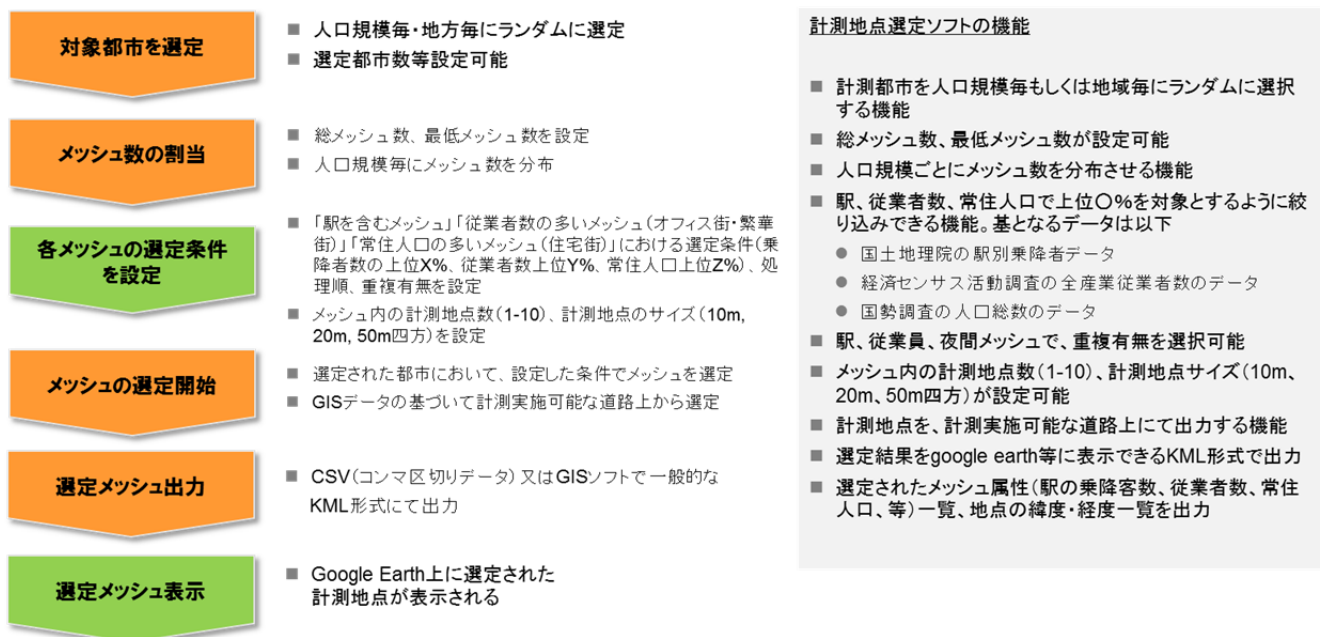 対象都市を選定
■ 人口規模毎・地方毎にランダムに選定
■ 選定都市数等設定可能
メッシュ数の割当
■ 総メッシュ数、最低メッシュ数を設定
■ 人口規模毎にメッシュ数を分布
各メッシュの選定条件
を設定
■ 「駅を含むメッシュ」「従業者数の多いメッシュ(オフィス街・繁華
街)」「常住人口の多いメッシュ(住宅街)」における選定条件(乗
降者数の上位X%、従業者数上位Y%、常住人口上位Z%)、処
理順、重複有無を設定
■ メッシュ内の計測地点数(1-10)、計測地点のサイズ(10m,
20m, 50m四方)を設定
メッシュの選定開始
■ 選定された都市において、設定した条件でメッシュを選定
■ GISデータの基づいて計測実施可能な道路上から選定
選定メッシュ出力
■ CSV(コンマ区切りデータ)又はGISソフトで一般的な
KML形式にて出力
選定メッシュ表示
■ Google Earth上に選定された
計測地点が表示される
計測地点選定ソフトの機能
■ 計測都市を人口規模毎もしくは地域毎にランダムに選択
する機能
■ 総メッシュ数、最低メッシュ数が設定可能
■ 人口規模ごとにメッシュ数を分布させる機能
■ 駅、従業者数、常住人口で上位〇%を対象とするように絞
り込みできる機能。基となるデータは以下
● 国土地理院の駅別乗降者データ
● 経済センサス活動調査の全産業従業者数のデータ
● 国勢調査の人口総数のデータ
■ 駅、従業員、夜間メッシュで、重複有無を選択可能
■ メッシュ内の計測地点数(1-10)、計測地点サイズ(10m、
20m、50m四方)が設定可能
■ 計測地点を、計測実施可能な道路上にて出力する機能
■ 選定結果をgoogle earth等に表示できるKML形式で出力
■ 選定されたメッシュ属性(駅の乗降客数、従業者数、常住
人口、等)一覧、地点の緯度・経度一覧を出力